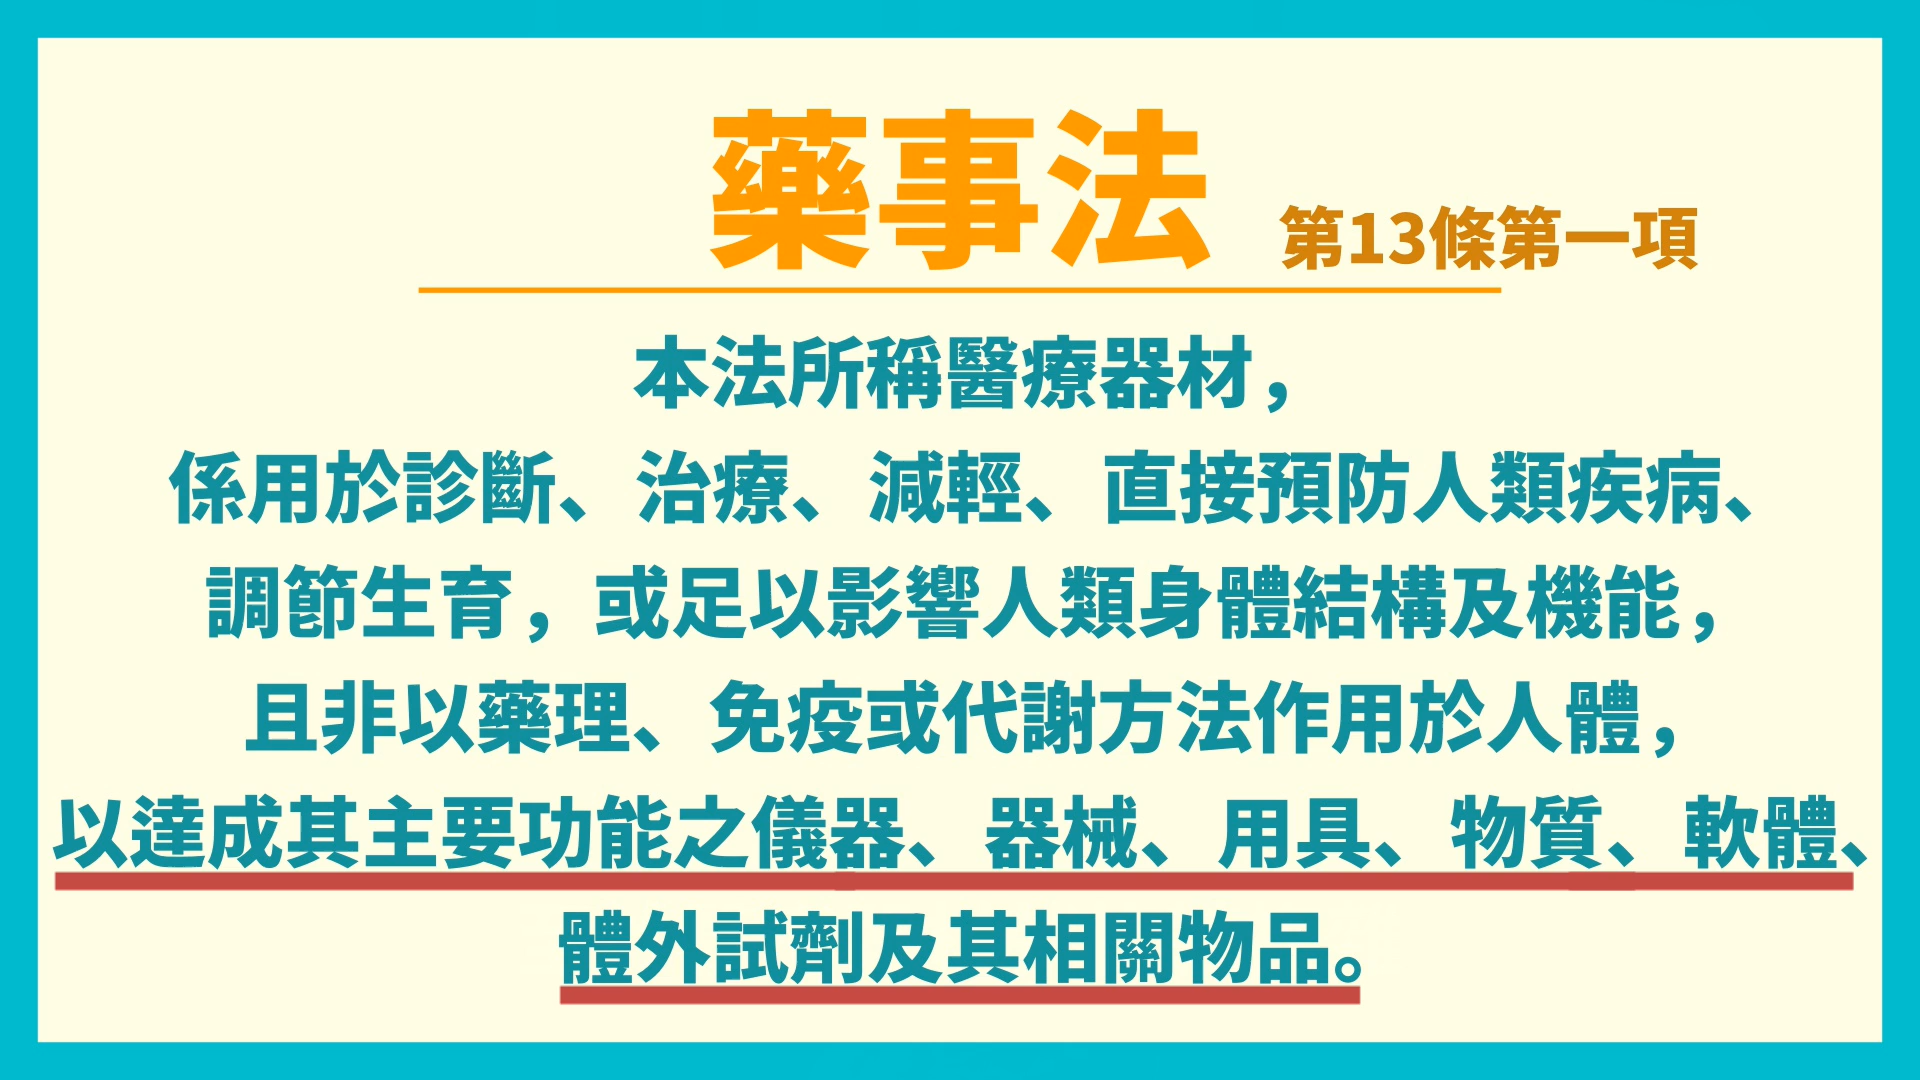 藥事法 第13條第一項
本法所稱醫療器材，
係用於診斷、治療、減輕、直接預防人類疾病、
調節生育，或足以影響人類身體結構及機能，
且非以藥理、免疫或代謝方法作用於人體，
以達成其主要功能之儀器、器械、用具、物質、軟體、
體外試劑及其相關物品。